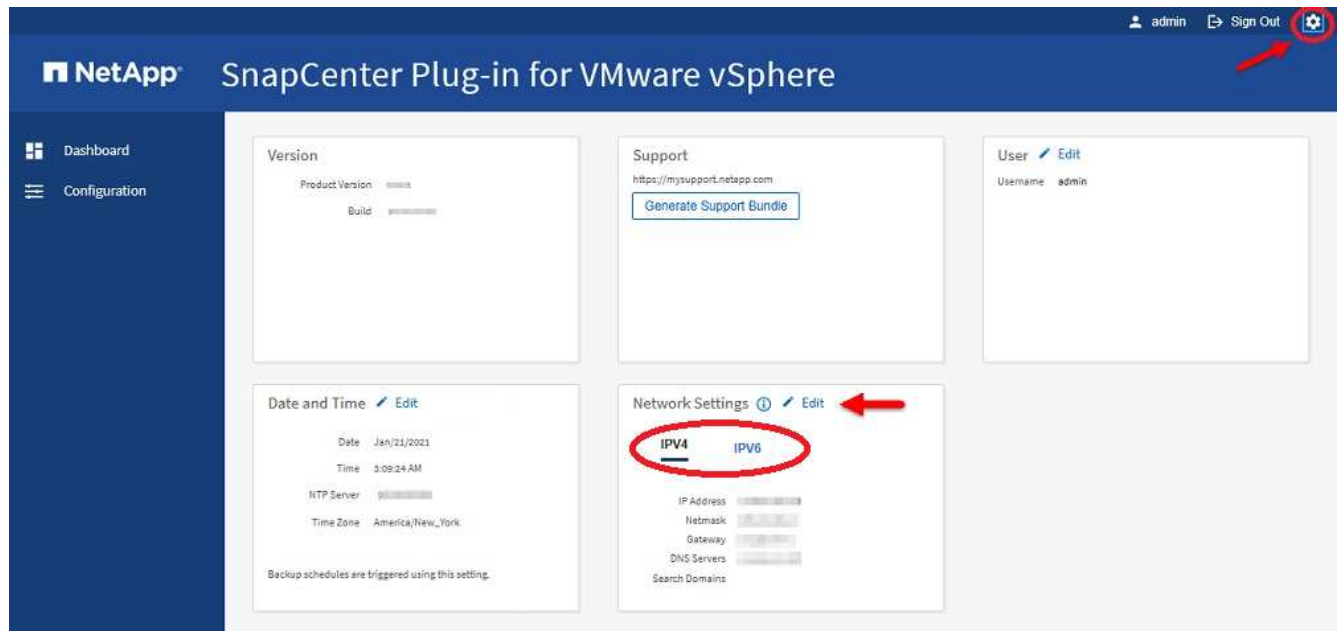 admin Sign Out
NetApp SnapCenter Plug-in for VMware vSphere
Dashboard
Configuration
Version
Product Version
Build
Support
https://mysupport.netapp.com
Generate Support Bundle
User Edit
Username admin
Date and Time Edit
Date Jan/21/2021
Time 3:09:24 AM
NTP Server
Time Zone America/New_York
Backup schedules are triggered using this setting.
Network Settings Edit
IPV4 IPV6
IP Address
Netmask
Gateway
DNS Servers
Search Domains